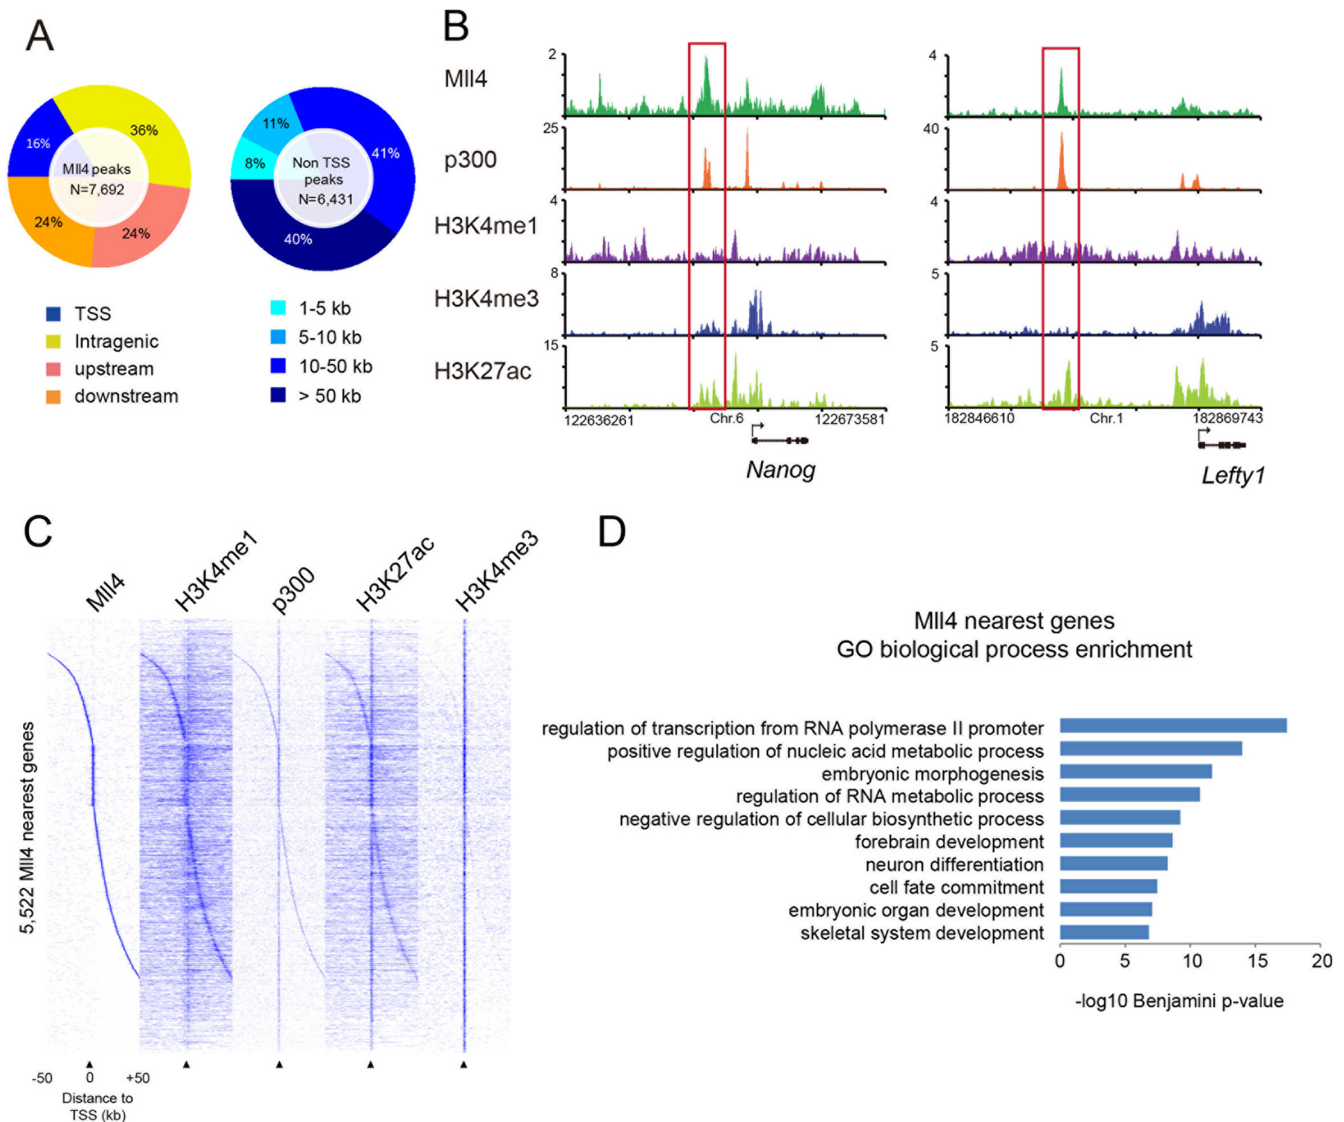 A
36%
16%
Mll4 peaks
N=7,692
24%
24%
TSS
Intragenic
upstream
downstream
11%
41%
8%
Non TSS
peaks
N=6,431
40%
1-5 kb
5-10 kb
10-50 kb
> 50 kb
B
Mll4
p300
H3K4me1
H3K4me3
H3K27ac
2
25
4
8
15
122636261
Chr.6
122673581
Nanog
4
40
4
5
5
182846610
Chr.1
182869743
Lefty1
C
Mll4
H3K4me1
p300
H3K27ac
H3K4me3
5,522 Mll4 nearest genes
-50 0 +50
Distance to
TSS (kb)
D
Mll4 nearest genes
GO biological process enrichment
regulation of transcription from RNA polymerase II promoter
positive regulation of nucleic acid metabolic process
embryonic morphogenesis
regulation of RNA metabolic process
negative regulation of cellular biosynthetic process
forebrain development
neuron differentiation
cell fate commitment
embryonic organ development
skeletal system development
0 5 10 15 20
-log10 Benjamini p-value